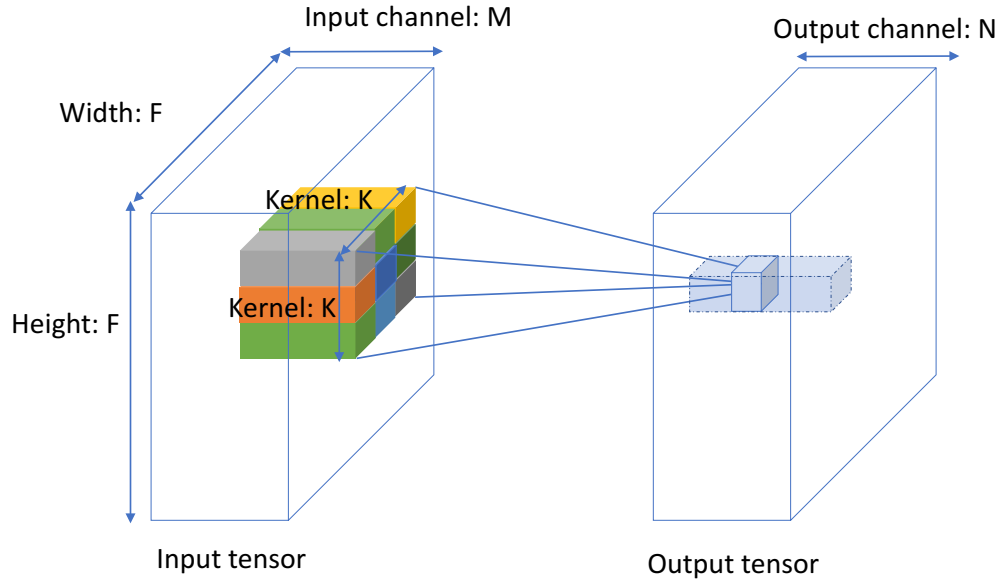 Input channel: M
Output channel: N
Width: F
Kernel: K
Kernel: K
Height: F
Input tensor
Output tensor